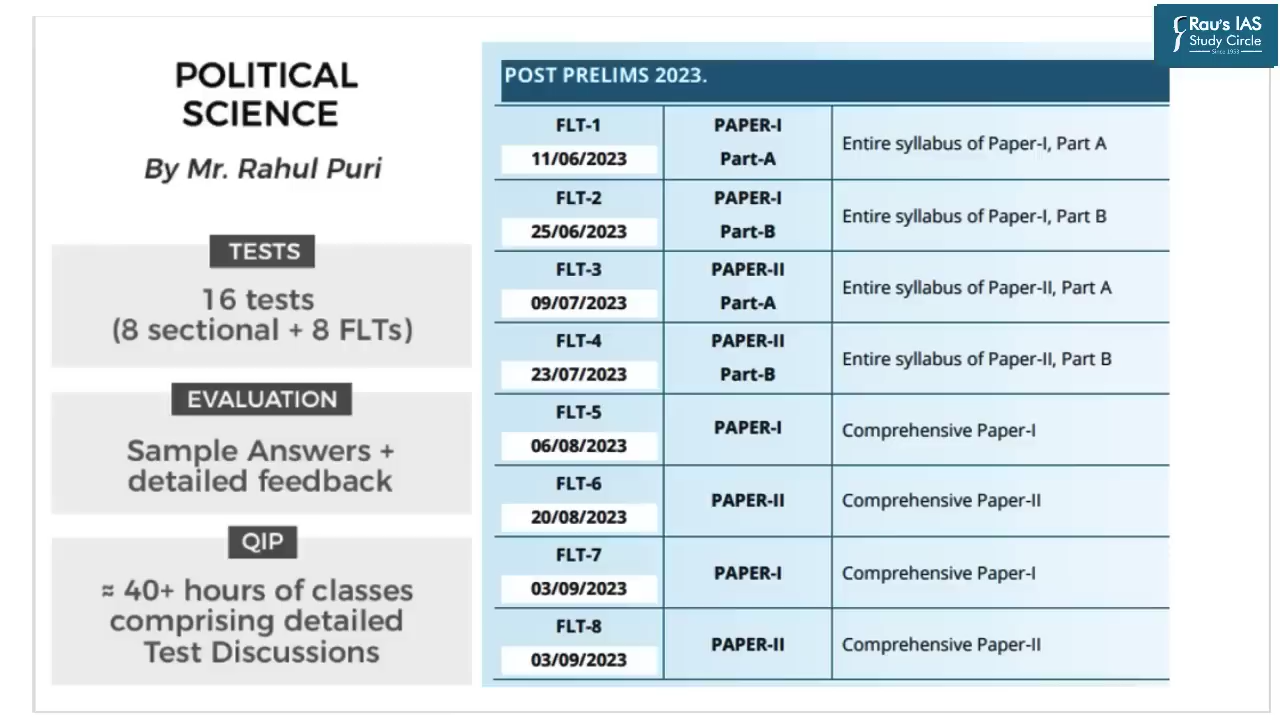 Rau's IAS
Study Circle
Since 1953
POLITICAL
SCIENCE
By Mr. Rahul Puri
TESTS
16 tests
(8 sectional + 8 FLTs)
EVALUATION
Sample Answers +
detailed feedback
QIP
≈ 40+ hours of classes
comprising detailed
Test Discussions
POST PRELIMS 2023.
FLT-1
11/06/2023
PAPER-I
Part-A
Entire syllabus of Paper-I, Part A
FLT-2
25/06/2023
PAPER-I
Part-B
Entire syllabus of Paper-I, Part B
FLT-3
09/07/2023
PAPER-II
Part-A
Entire syllabus of Paper-II, Part A
FLT-4
23/07/2023
PAPER-II
Part-B
Entire syllabus of Paper-II, Part B
FLT-5
06/08/2023
PAPER-I
Comprehensive Paper-I
FLT-6
20/08/2023
PAPER-II
Comprehensive Paper-II
FLT-7
03/09/2023
PAPER-I
Comprehensive Paper-I
FLT-8
03/09/2023
PAPER-II
Comprehensive Paper-II